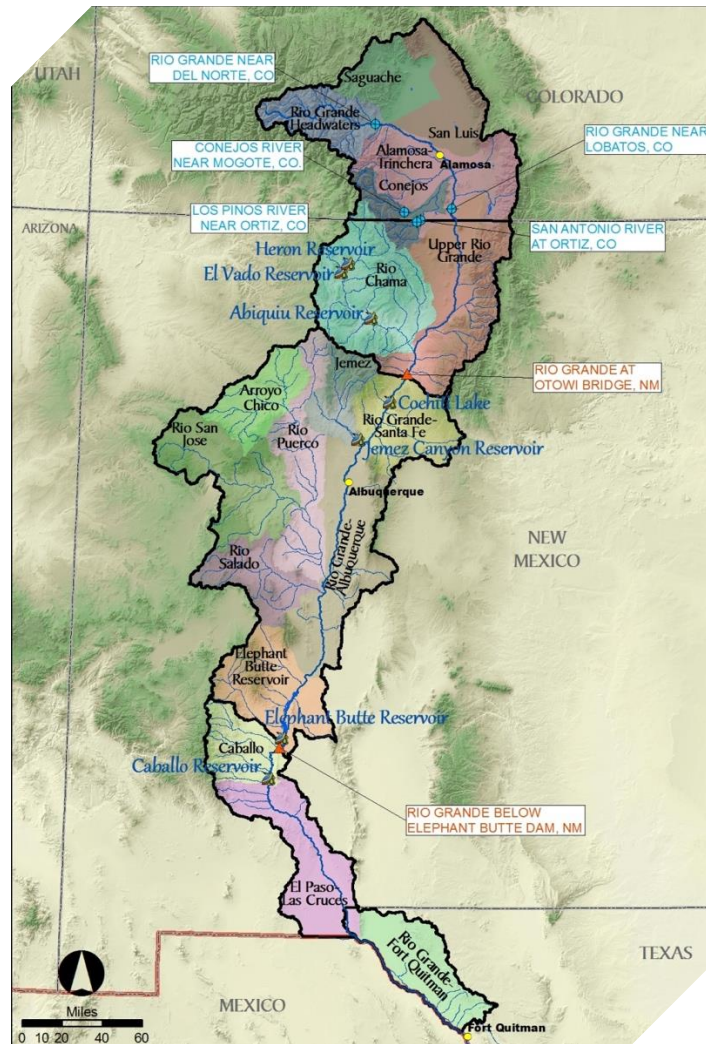 UTAH
RIO GRANDE NEAR
DEL NORTE, CO
Saguache
COLORADO
Rio Grande
Headwaters
San Luis
RIO GRANDE NEAR
LOBATOS, CO
CONEJOS RIVER
NEAR MOGOTE, CO.
Alamosa-
Trinchera
Alamosa
Conejos
LOS PINOS RIVER
NEAR ORTIZ, CO
SAN ANTONIO RIVER
AT ORTIZ, CO
ARIZONA
Heron Reservoir
Upper Rio
Grande
El Vado Reservoir
Rio
Chama
Abiquiu Reservoir
Jemez
RIO GRANDE AT
OTOWI BRIDGE, NM
Arroyo
Chico
Cochiti Lake
Rio San
Jose
Rio
Puerco
Rio Grande-
Santa Fe
Jemez Canyon Reservoir
Albuquerque
NEW
MEXICO
Rio Grande-
Albuquerque
Rio
Salado
Elephant
Butte
Reservoir
Elephant Butte Reservoir
Caballo
Caballo Reservoir
RIO GRANDE BELOW
ELEPHANT BUTTE DAM, NM
El Paso-
Las Cruces
Rio Grande-
Fort Quitman
TEXAS
MEXICO
Miles
0 10 20 40 60
Fort Quitman